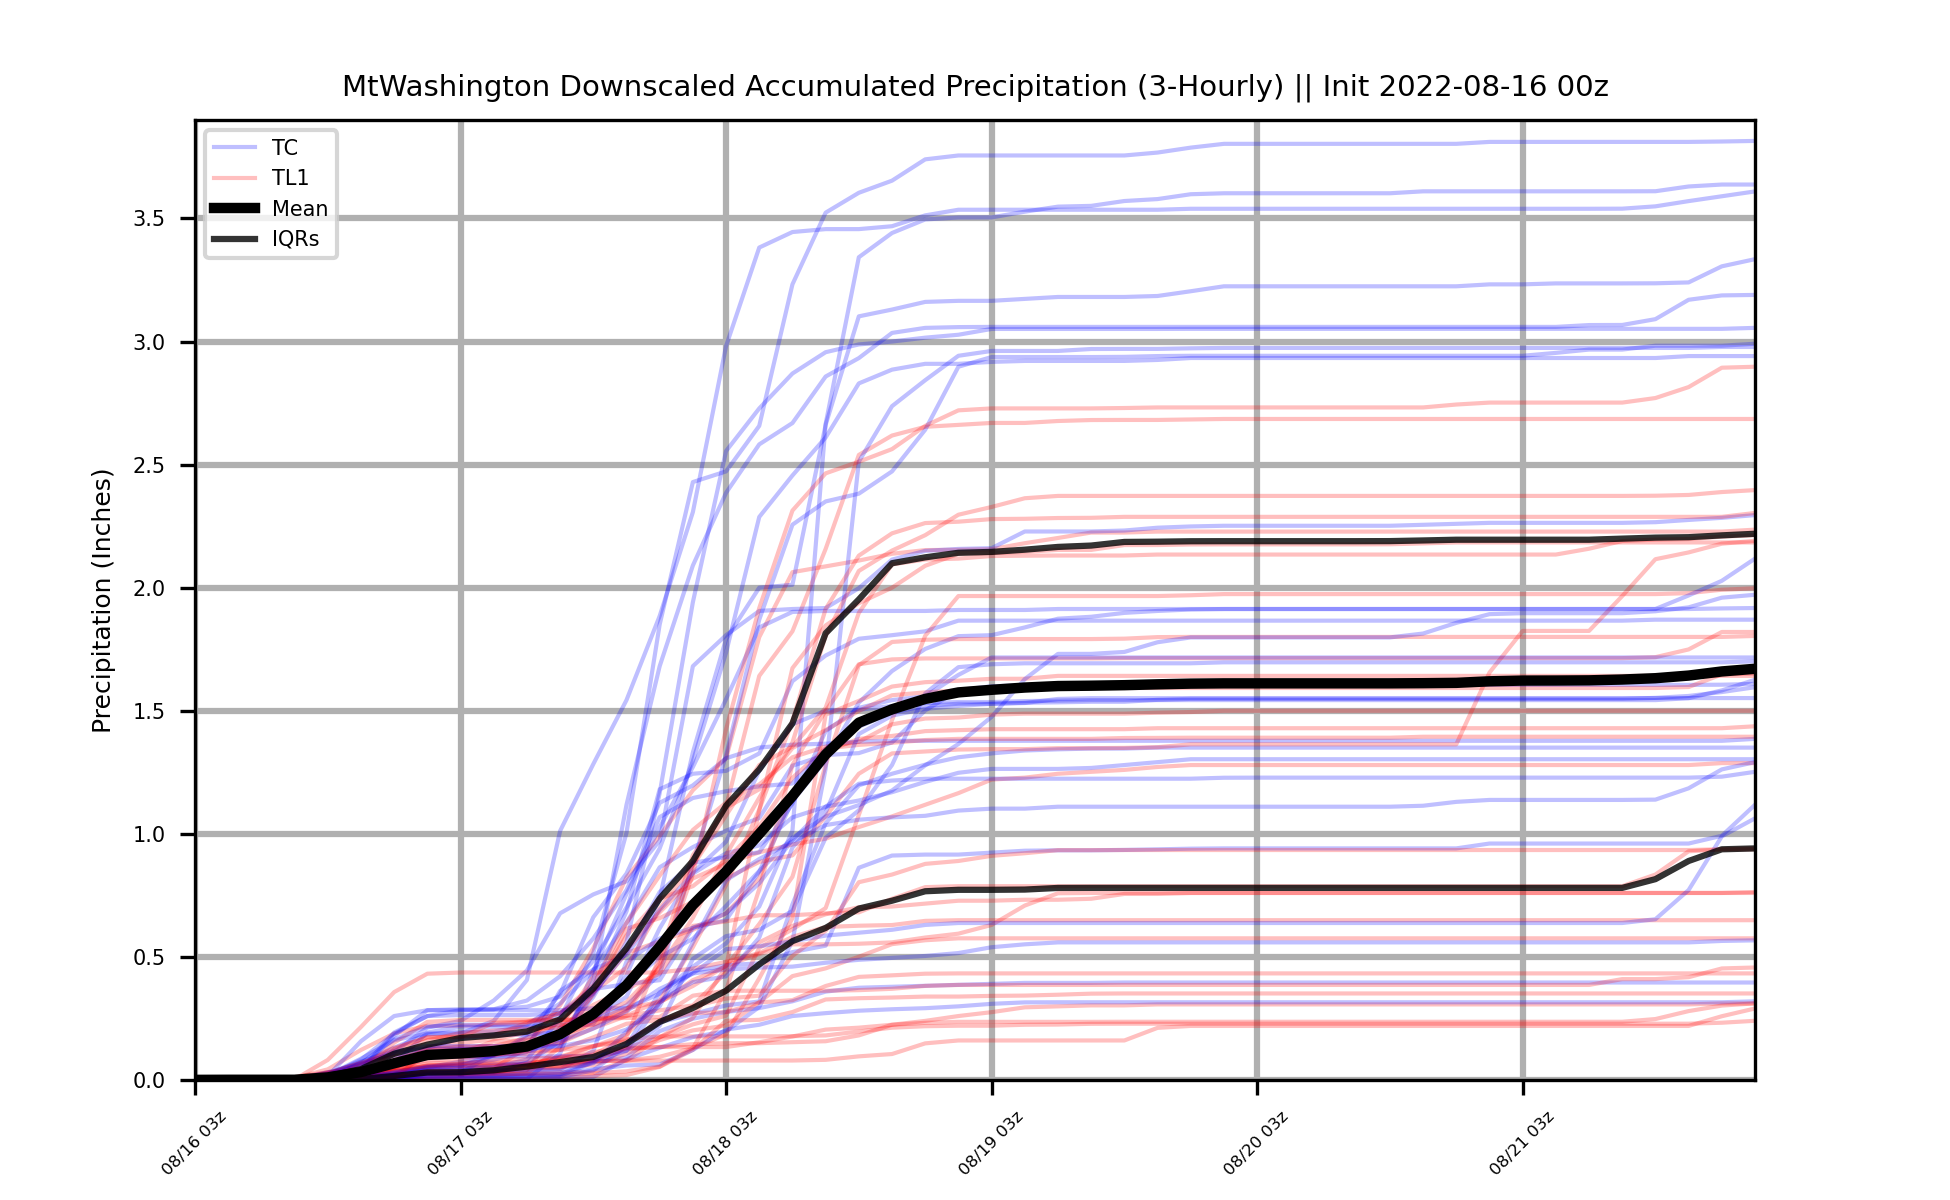 MtWashington Downscaled Accumulated Precipitation (3-Hourly) || Init 2022-08-16 00z
TC
TL1
Mean
IQRs
Precipitation (Inches)
3.5
3.0
2.5
2.0
1.5
1.0
0.5
0.0
08/16 03z
08/17 03z
08/18 03z
08/19 03z
08/20 03z
08/21 03z